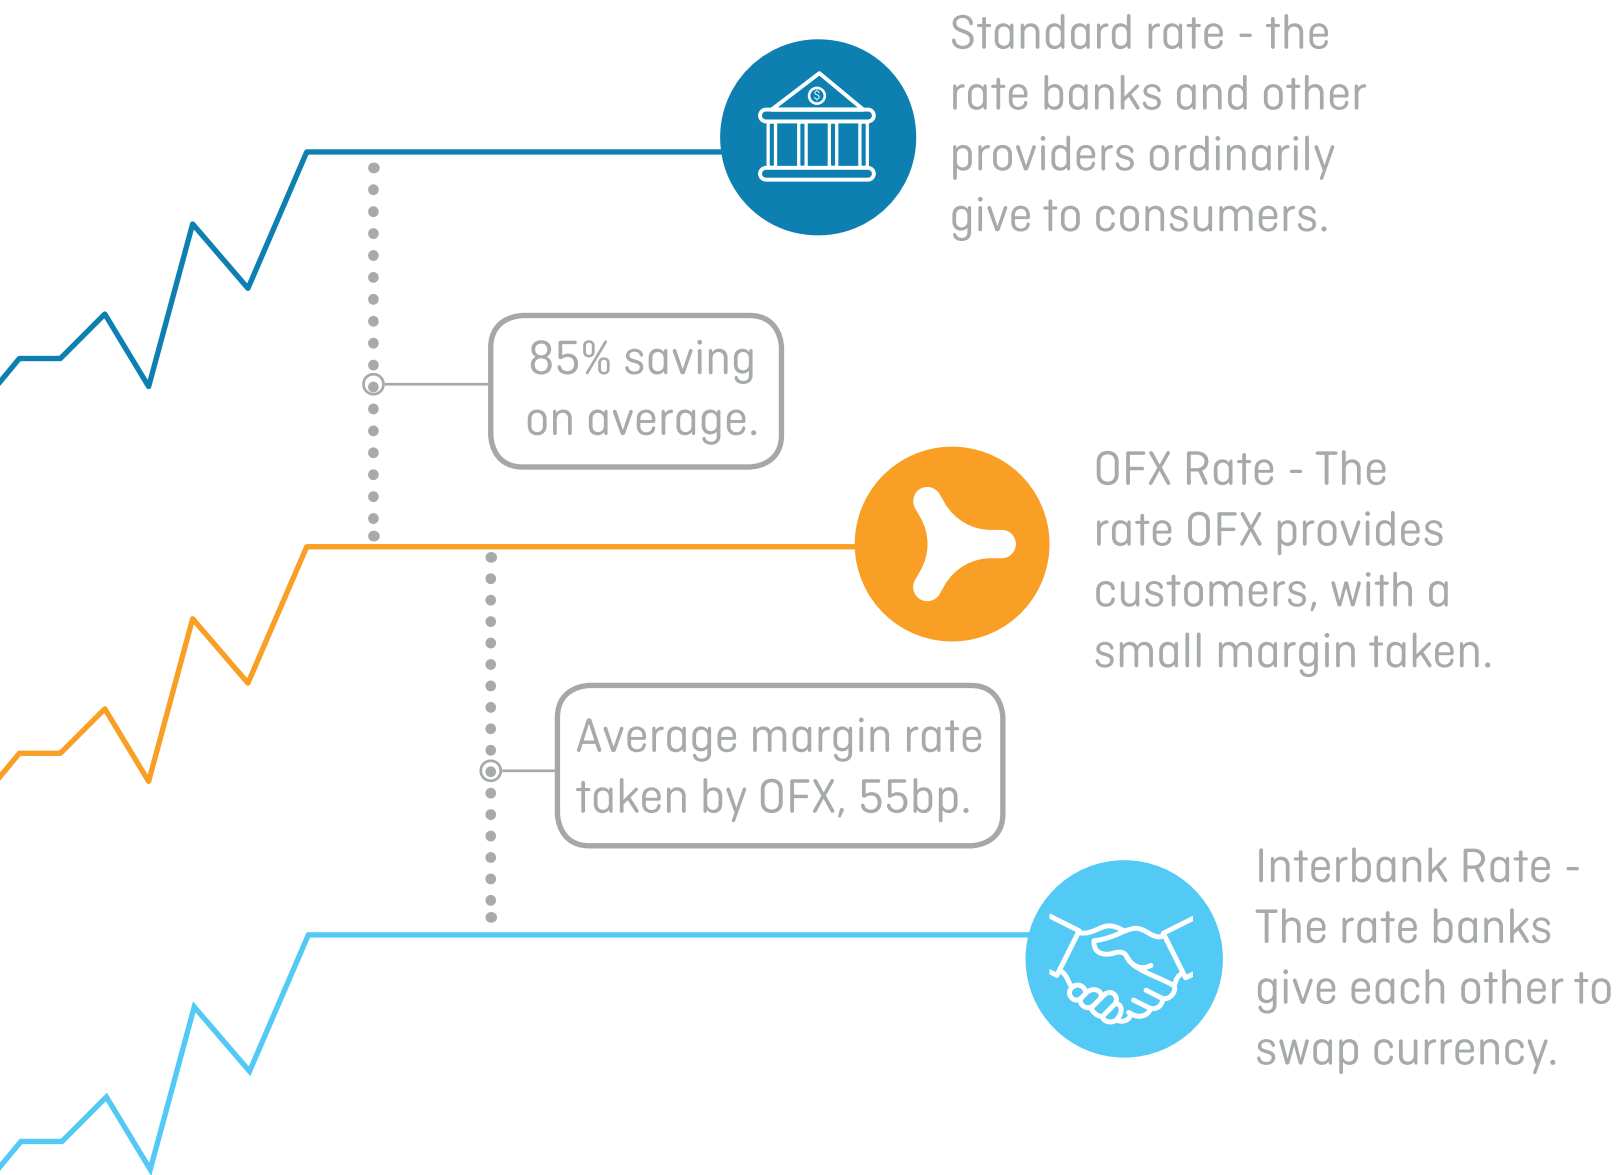 Standard rate - the
rate banks and other
providers ordinarily
give to consumers.
$
85% saving
on average.
OFX Rate - The
rate OFX provides
customers, with a
small margin taken.
Average margin rate
taken by OFX, 55bp.
Interbank Rate -
The rate banks
give each other to
swap currency.